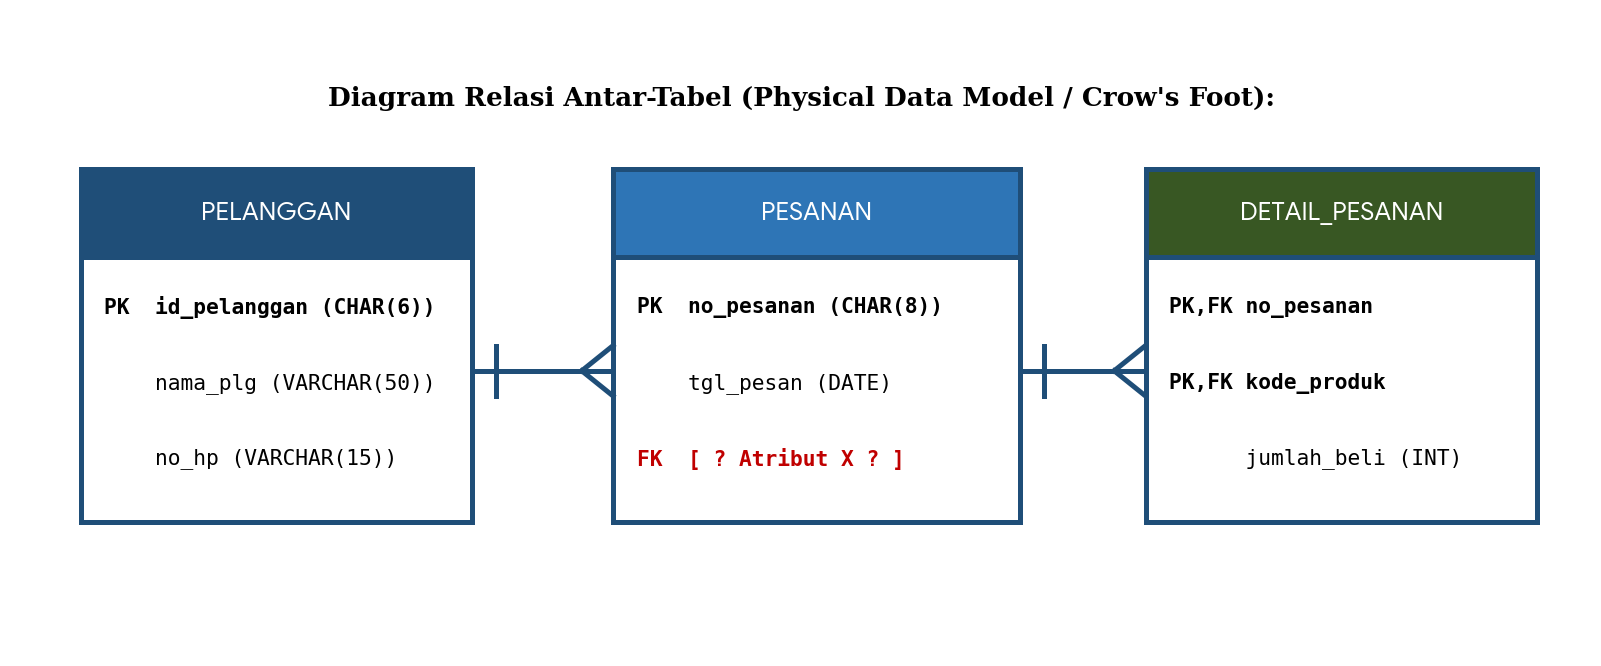 Diagram Relasi Antar-Tabel (Physical Data Model / Crow's Foot):
PELANGGAN
PK id_pelanggan (CHAR(6))
nama_plg (VARCHAR(50))
no_hp (VARCHAR(15))
PESANAN
PK no_pesanan (CHAR(8))
tgl_pesan (DATE)
FK [ ? Atribut X ? ]
DETAIL_PESANAN
PK,FK no_pesanan
PK,FK kode_produk
jumlah_beli (INT)